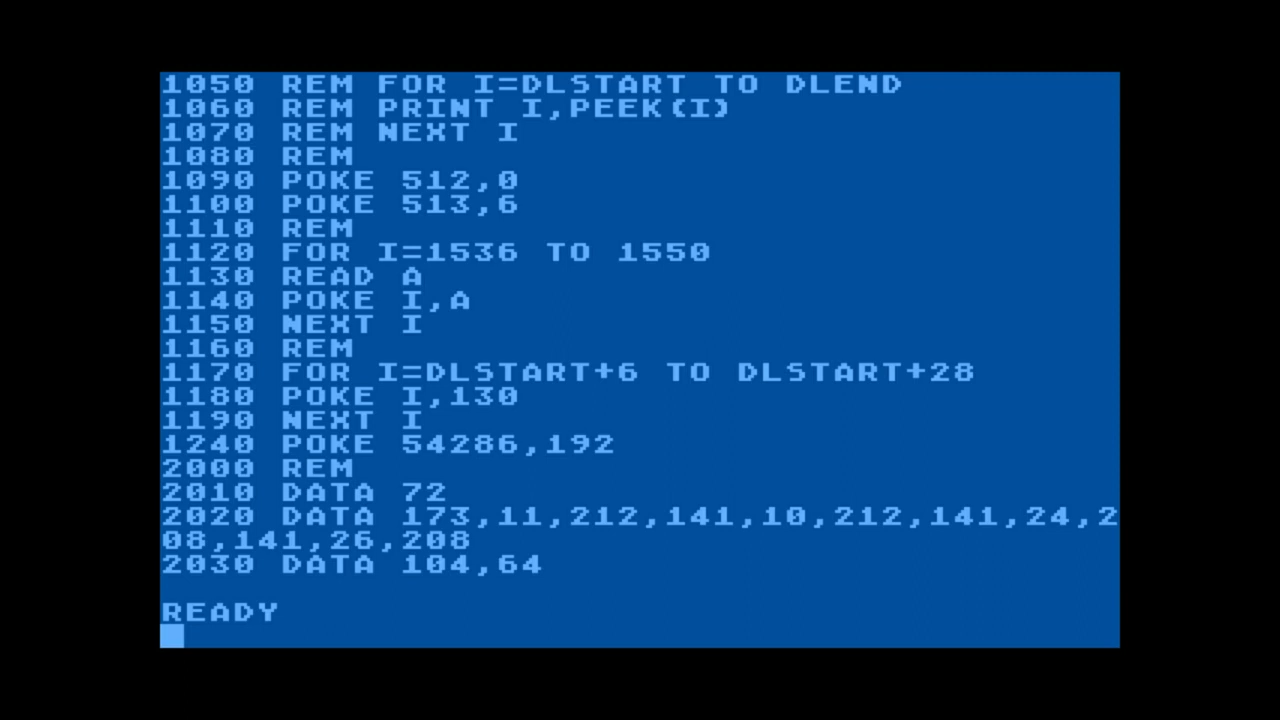 1050 REM FOR I=DLSTART TO DLEND
1060 REM PRINT I,PEEK(I)
1070 REM NEXT I
1080 REM
1090 POKE 512,0
1100 POKE 513,6
1110 REM
1120 FOR I=1536 TO 1550
1130 READ A
1140 POKE I,A
1150 NEXT I
1160 REM
1170 FOR I=DLSTART+6 TO DLSTART+28
1180 POKE I,130
1190 NEXT I
1240 POKE 54286,192
2000 REM
2010 DATA 72
2020 DATA 173,11,212,141,10,212,141,24,2
08,141,26,208
2030 DATA 104,64
READY